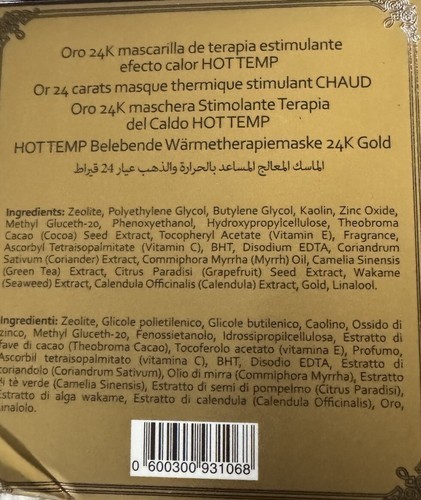 Oro 24K mascarilla de terapia estimulante
efecto calor HOT TEMP
Or 24 carats masque thermique stimulant CHAUD
Oro 24K maschera Stimolante Terapia
del Caldo HOT TEMP
HOT TEMP Belebende Wärmetherapiemaske 24K Gold
الماسك المعالج المساعد بالحرارة والذهب عيار 24 قيراط
Ingredients: Zeolite, Polyethylene Glycol, Butylene Glycol, Kaolin, Zinc Oxide,
Methyl Gluceth-20, Phenoxyethanol, Hydroxypropylcellulose, Theobroma
Cacao (Cocoa) Seed Extract, Tocopheryl Acetate (Vitamin E), Fragrance,
Ascorbyl Tetraisopalmitate (Vitamin C), BHT, Disodium EDTA, Coriandrum
Sativum (Coriander) Extract, Commiphora Myrrha (Myrrh) Oil, Camelia Sinensis
(Green Tea) Extract, Citrus Paradisi (Grapefruit) Seed Extract, Wakame
(Seaweed) Extract, Calendula Officinalis (Calendula) Extract, Gold, Linalool.
Ingredienti: Zeolite, Glicole polietilenico, Glicole butilenico, Caolino, Ossido di
zinco, Methyl Gluceth-20, Fenossietanolo, Idrossipropilcellulosa, Estratto di
fave di cacao (Theobroma Cacao), Tocoferolo acetato (vitamina E), Profumo,
Ascorbil tetraisopalmitato (vitamina C), BHT, Disodio EDTA, Estratto di
coriandolo (Coriandrum Sativum), Olio di mirra (Commiphora Myrrha), Estratto
di tè verde (Camelia Sinensis), Estratto di semi di pompelmo (Citrus Paradisi),
Estratto di alga wakame, Estratto di calendula (Calendula Officinalis), Oro,
Linalolo.
0 600300 931068